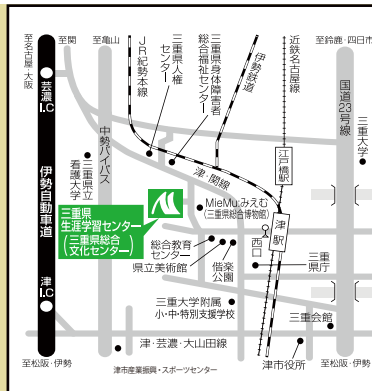 至名古屋・大阪
至関
至亀山
JR紀勢本線
三重県人権
センター
三重県身体障害者
総合福祉センター
伊勢鉄道
近鉄名古屋線
至鈴鹿・四日市
国道23号線
三重大学
芸濃I.C
伊勢自動車道
津I.C
中勢バイパス
三重県立
看護大学
津・関線
江戸橋駅
MieMu:みえむ
(三重県総合博物館)
津駅
西口
三重県
生涯学習センター
(三重県総合
文化センター)
総合教育
センター
県立美術館
偕楽
公園
三重
県庁
三重大学附属
小・中・特別支援学校
三重会館
津・芸濃・大山田線
津市役所
津市産業振興・スポーツセンター
至松阪・伊勢
至松阪・伊勢